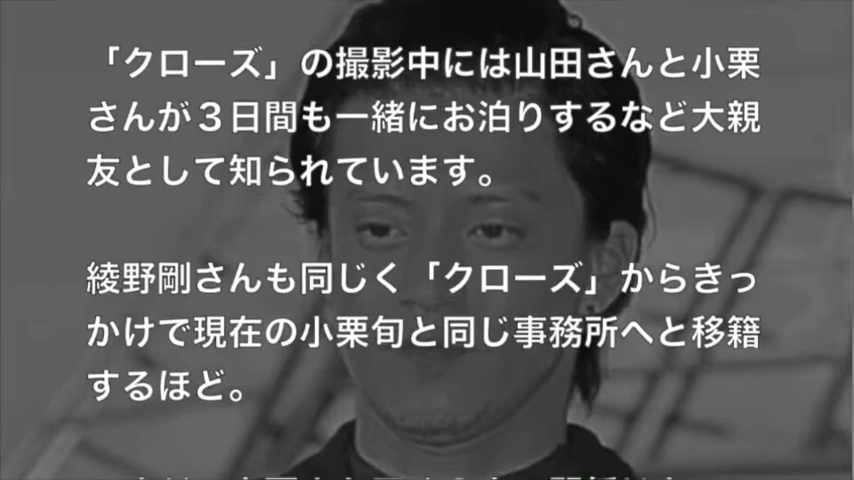 「クローズ」の撮影中には山田さんと小栗
さんが３日間も一緒にお泊りするなど大親
友として知られています。
綾野剛さんも同じく「クローズ」からきっ
かけで現在の小栗旬と同じ事務所へと移籍
するほど。